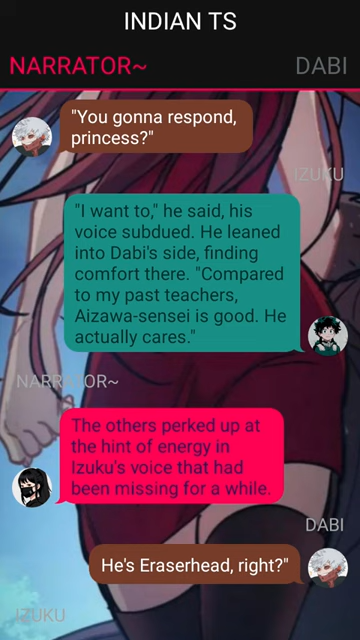 INDIAN TS
NARRATOR~ DABI
"You gonna respond,
princess?"
IZUKU
"I want to," he said, his
voice subdued. He leaned
into Dabi's side, finding
comfort there. "Compared
to my past teachers,
Aizawa-sensei is good. He
actually cares."
NARRATOR~
The others perked up at
the hint of energy in
Izuku's voice that had
been missing for a while.
DABI
He's Eraserhead, right?"
IZUKU